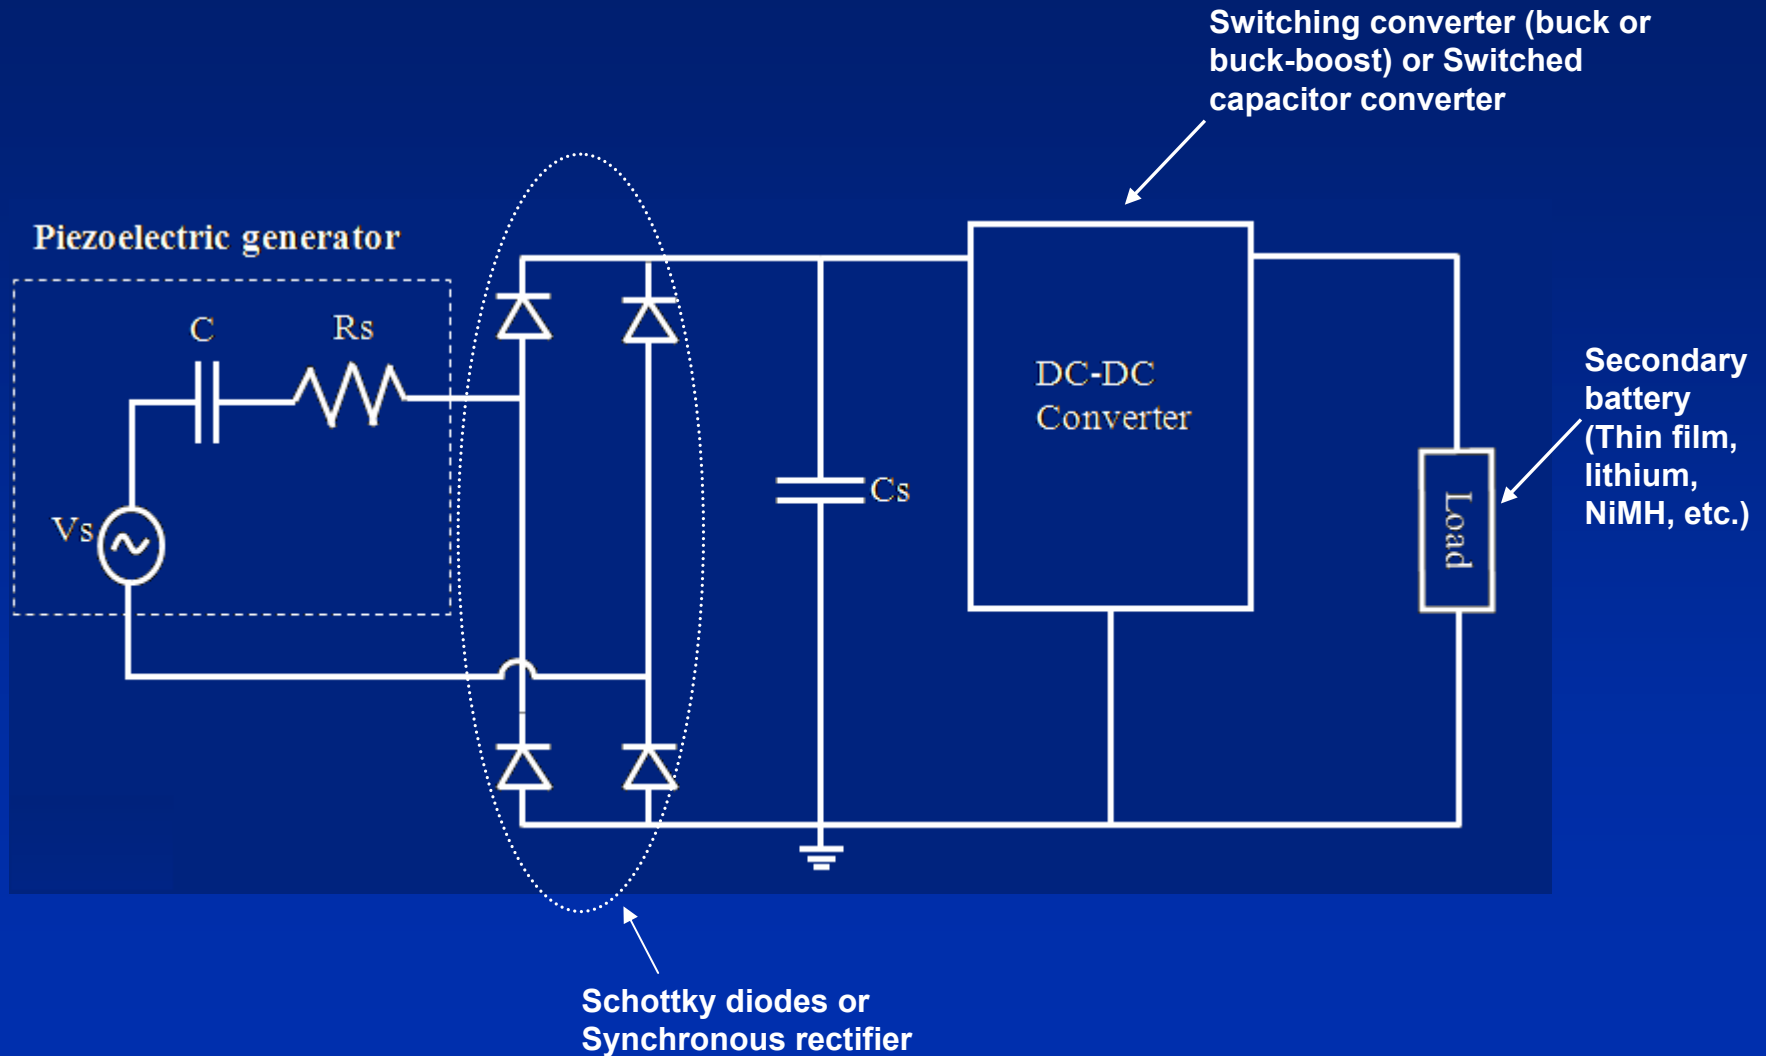 Switching converter (buck or
buck-boost) or Switched
capacitor converter
Piezoelectric generator
C
Rs
Vs
Cs
DC-DC
Converter
Load
Secondary
battery
(Thin film,
lithium,
NiMH, etc.)
Schottky diodes or
Synchronous rectifier